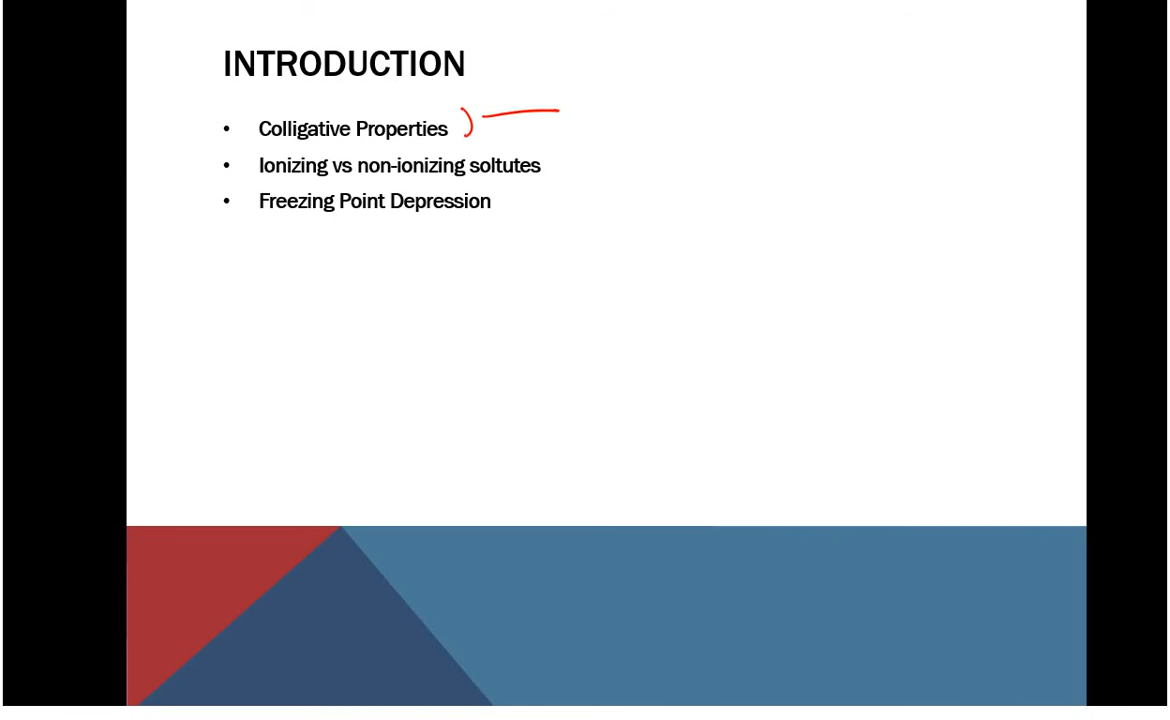 INTRODUCTION
• Colligative Properties
• Ionizing vs non-ionizing soltutes
• Freezing Point Depression